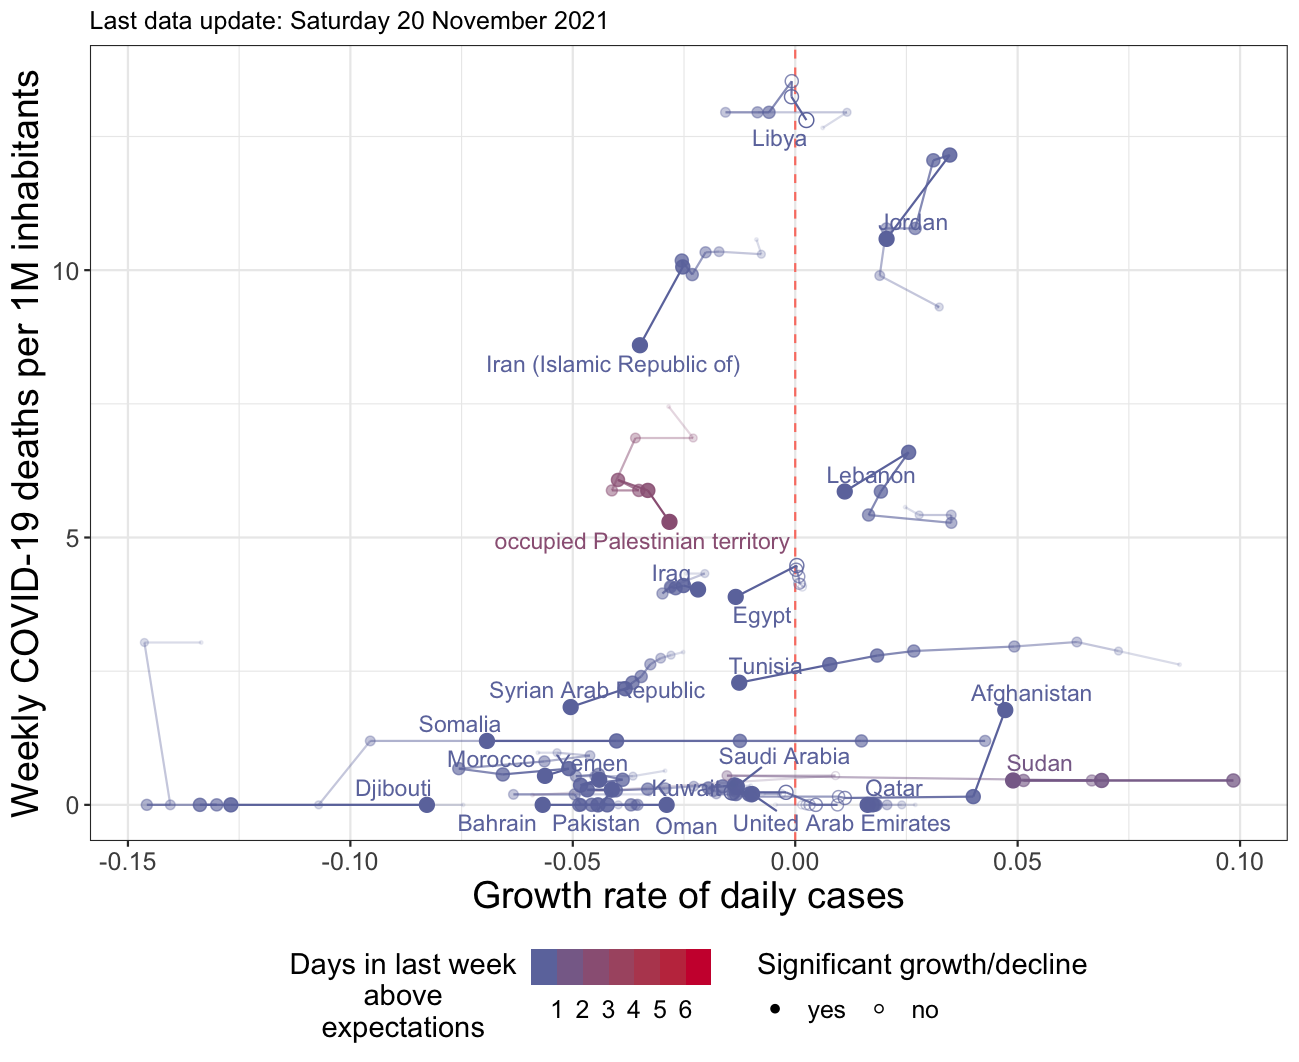 Last data update: Saturday 20 November 2021
Weekly COVID-19 deaths per 1M inhabitants
10
5
0
Libya
Jordan
Iran (Islamic Republic of)
Lebanon
occupied Palestinian territory
Iraq
Egypt
Tunisia
Syrian Arab Republic
Afghanistan
Somalia
Morocco
Yemen
Saudi Arabia
Sudan
Djibouti
Kuwait
Qatar
Bahrain
Pakistan
Oman
United Arab Emirates
-0.15
-0.10
-0.05
0.00
0.05
0.10
Growth rate of daily cases
Days in last week
above
expectations
1 2 3 4 5 6
Significant growth/decline
yes
no